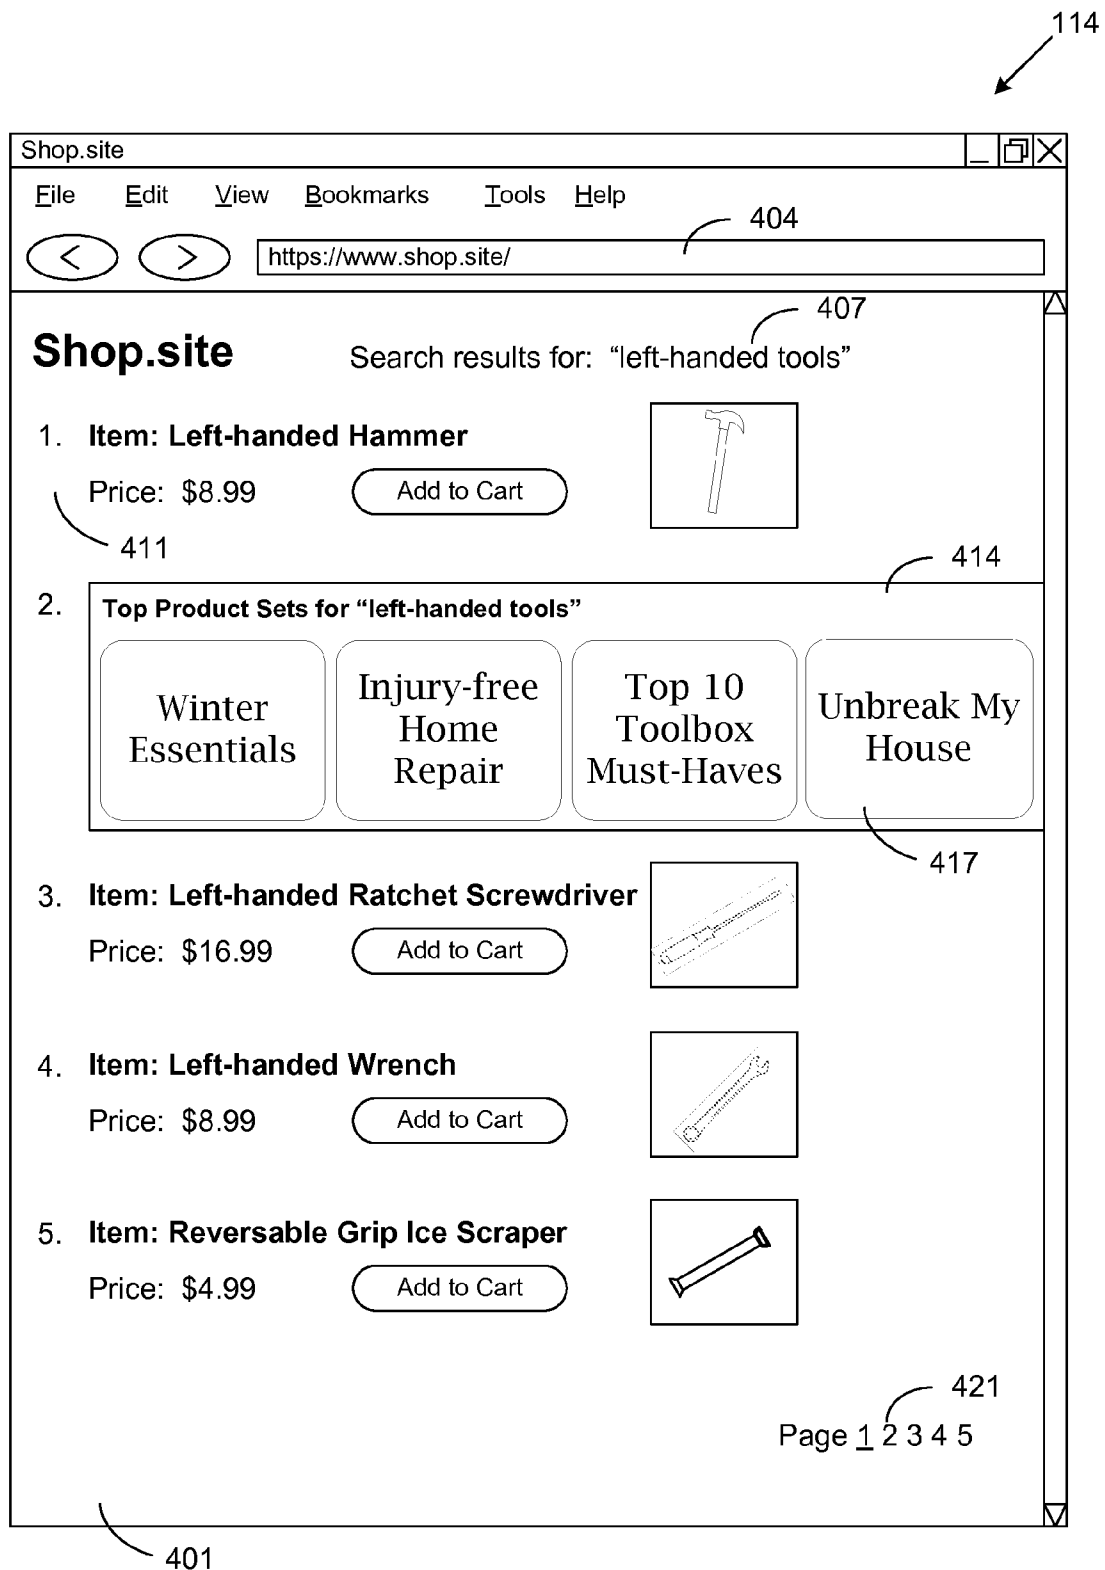 114
Shop.site
File Edit View Bookmarks Tools Help
404
< > https://www.shop.site/
407
Shop.site Search results for: “left-handed tools”
1. Item: Left-handed Hammer
Price: $8.99 Add to Cart
411
414
2. Top Product Sets for “left-handed tools”
Winter
Essentials
Injury-free
Home
Repair
Top 10
Toolbox
Must-Haves
Unbreak My
House
417
3. Item: Left-handed Ratchet Screwdriver
Price: $16.99 Add to Cart
4. Item: Left-handed Wrench
Price: $8.99 Add to Cart
5. Item: Reversable Grip Ice Scraper
Price: $4.99 Add to Cart
421
Page 1 2 3 4 5
401